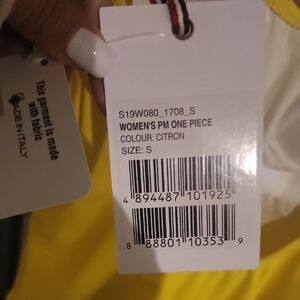 This garment is made
with fabric
MADE IN ITALY
S19W080_1708_S
WOMEN'S PM ONE PIECE
COLOUR: CITRON
SIZE: S
4 894487 101925
8 88801 10353 9